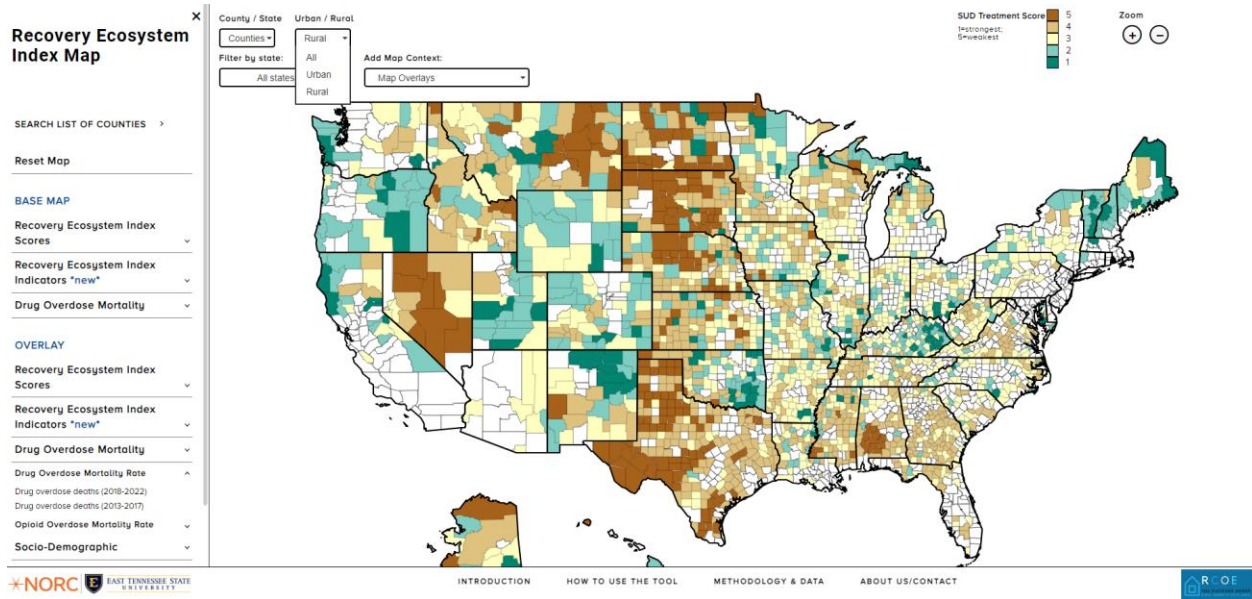 ×
Recovery Ecosystem
Index Map
SEARCH LIST OF COUNTIES >
Reset Map
BASE MAP
Recovery Ecosystem Index
Scores
Recovery Ecosystem Index
Indicators *new*
Drug Overdose Mortality
OVERLAY
Recovery Ecosystem Index
Scores
Recovery Ecosystem Index
Indicators *new*
Drug Overdose Mortality
Drug Overdose Mortality Rate
Drug overdose deaths (2018-2022)
Drug overdose deaths (2013-2017)
Opioid Overdose Mortality Rate
Socio-Demographic
NORC
E
EAST TENNESSEE STATE
UNIVERSITY
County / State
Urban / Rural
Counties
Rural
All
Urban
Rural
Filter by state:
All states
Add Map Context:
Map Overlays
SUD Treatment Score
1=strongest;
5=weakest
5
4
3
2
1
Zoom
+ −
INTRODUCTION
HOW TO USE THE TOOL
METHODOLOGY & DATA
ABOUT US/CONTACT
RCOE